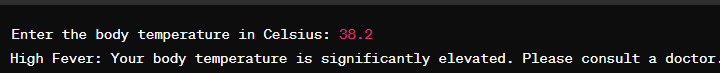 Enter the body temperature in Celsius: 38.2
High Fever: Your body temperature is significantly elevated. Please consult a doctor.